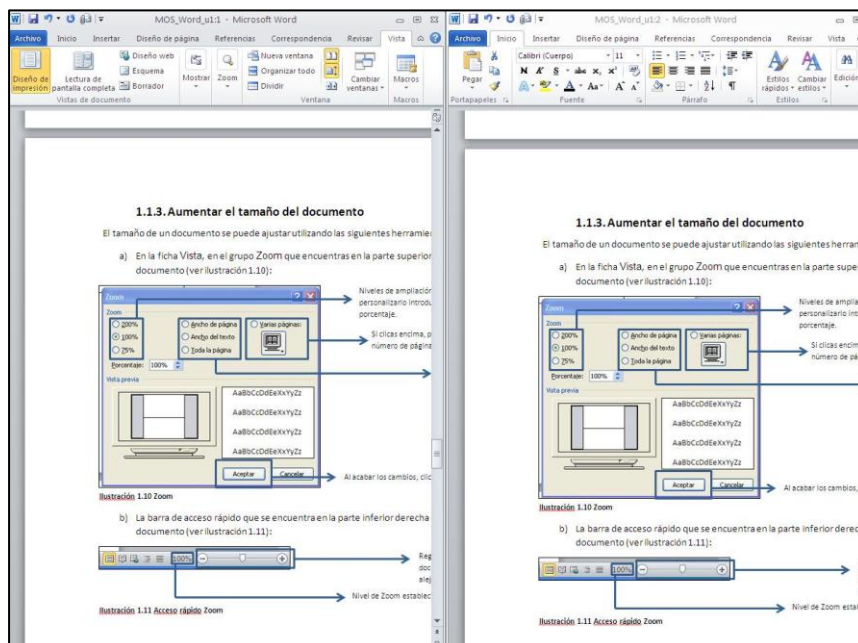 MOS_Word_u1:1 - Microsoft Word
Archivo Inicio Insertar Diseño de página Referencias Correspondencia Revisar Vista
Diseño de impresión
Lectura de pantalla completa
Diseño web
Esquema
Borrador
Vistas de documento
Mostrar
Zoom
Nueva ventana
Organizar todo
Dividir
Cambiar ventanas
Ventana
Macros
Macros
1.1.3. Aumentar el tamaño del documento
El tamaño de un documento se puede ajustar utilizando las siguientes
a) En la ficha Vista, en el grupo Zoom que encuentras en la parte superior
documento (ver ilustración 1.10):
Zoom
Zoom
200%
100%
75%
Ancho de página
Ancho del texto
Toda la página
Varias páginas:
Porcentaje: 100%
Vista previa
AaBbCcDdEeXxYyZz
AaBbCcDdEeXxYyZz
AaBbCcDdEeXxYyZz
AaBbCcDdEeXxYyZz
Aceptar Cancelar
Niveles de ampliación
personalizarlo
porcentaje.
Si clicas encima,
número de página
Al acabar los cambios, clic
Ilustración 1.10 Zoom
b) La barra de acceso rápido que se encuentra en la parte inferior derecha
documento (ver ilustración 1.11):
100%
Reg
doc
alej
Nivel de Zoom establec
Ilustración 1.11 Acceso rápido Zoom
MOS_Word_u1:2 - Microsoft Word
Archivo Inicio Insertar Diseño de página Referencias Correspondencia Revisar Vista
Pegar
Portapapeles
Calibri (Cuerpo) 11
N K S abc x, x²
Aa A A
Fuente
Párrafo
Estilos rápidos
Cambiar estilos
Estilos
Edición
1.1.3. Aumentar el tamaño del documento
El tamaño de un documento se puede ajustar utilizando las siguientes
a) En la ficha Vista, en el grupo Zoom que encuentras en la parte
documento (ver ilustración 1.10):
Zoom
Zoom
200%
100%
75%
Ancho de página
Ancho del texto
Toda la página
Varias páginas:
Porcentaje: 100%
Vista previa
AaBbCcDdEeXxYyZz
AaBbCcDdEeXxYyZz
AaBbCcDdEeXxYyZz
AaBbCcDdEeXxYyZz
Aceptar Cancelar
Niveles de
personalizarlo
porcentaje.
Si clicas
número de
Al acabar los cambios,
Ilustración 1.10 Zoom
b) La barra de acceso rápido que se encuentra en la parte inferior
documento (ver ilustración 1.11):
100%
Nivel de Zoom
Ilustración 1.11 Acceso rápido Zoom